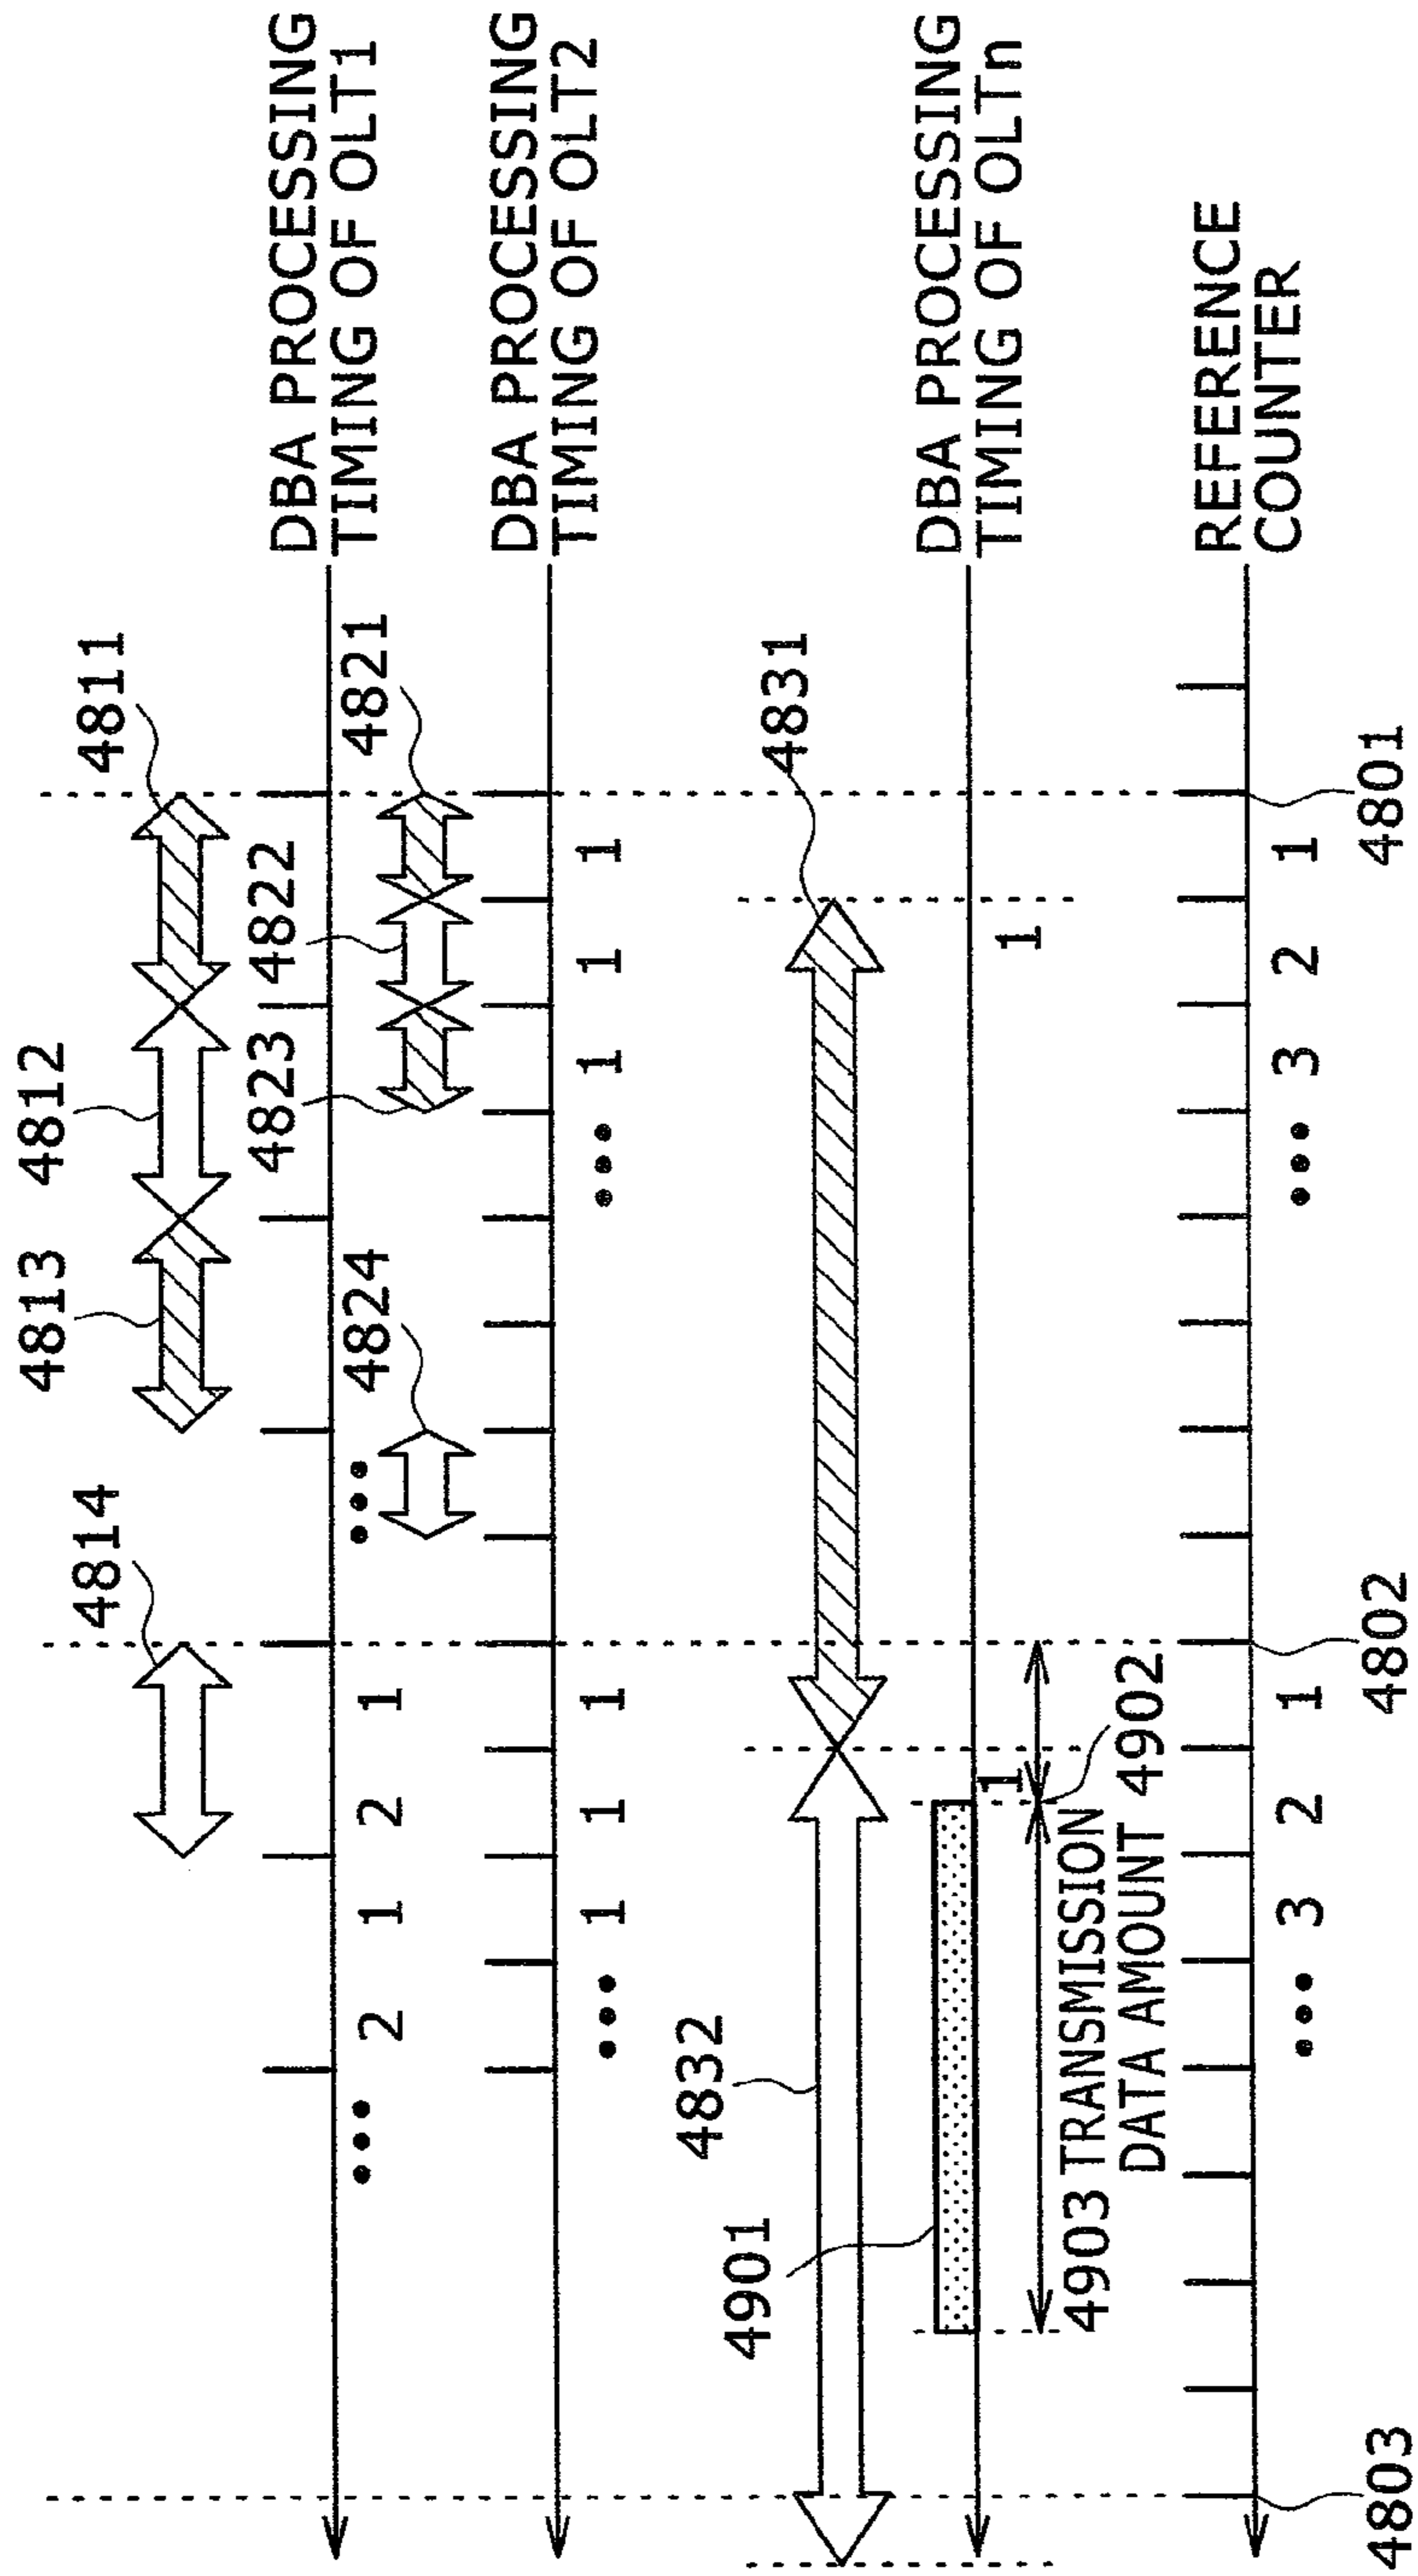 DBA PROCESSING
TIMING OF OLT1
4811
4812
4813
4814
1 2 1 2 •••
DBA PROCESSING
TIMING OF OLT2
4821
4822
4823
4824
1 1 1 •••
•••
1 1 1 •••
DBA PROCESSING
TIMING OF OLTn
4831
4832
4901
1
1
4902
4903 TRANSMISSION
DATA AMOUNT
REFERENCE
COUNTER
1 2 3 •••
1 2 3 •••
4801
4802
4803